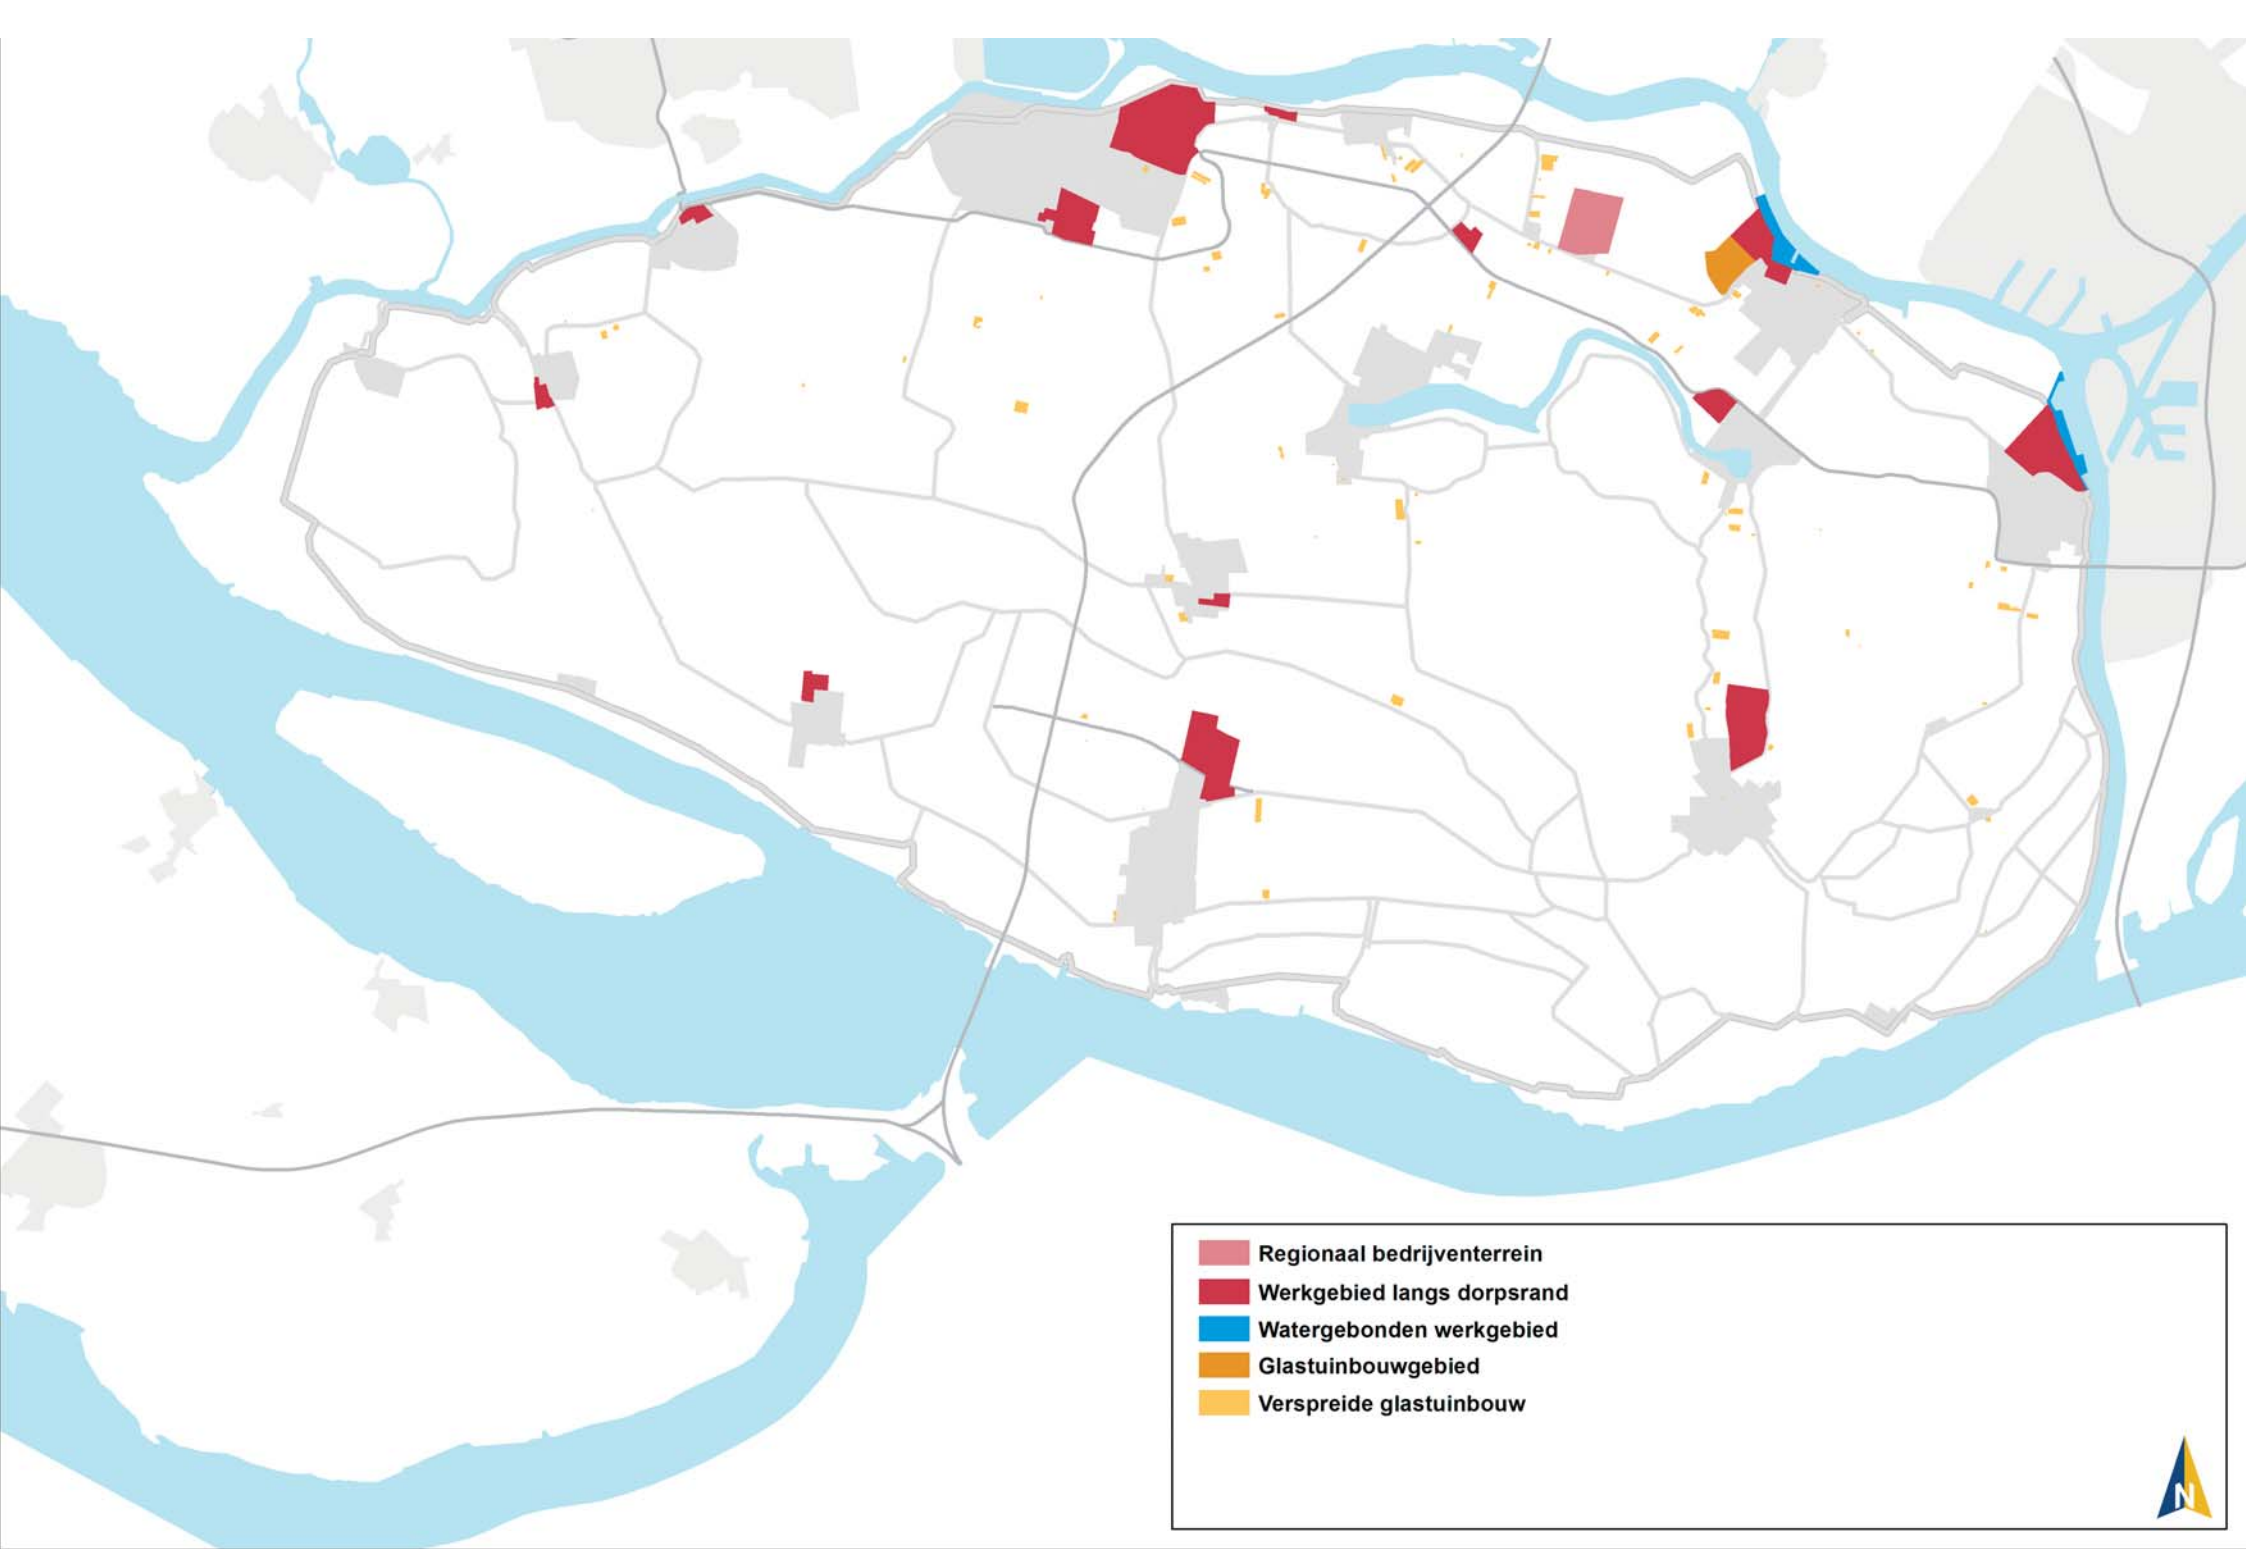 Regionaal bedrijventerrein
Werkgebied langs dorpsrand
Watergebonden werkgebied
Glastuinbouwgebied
Verspreide glastuinbouw
N